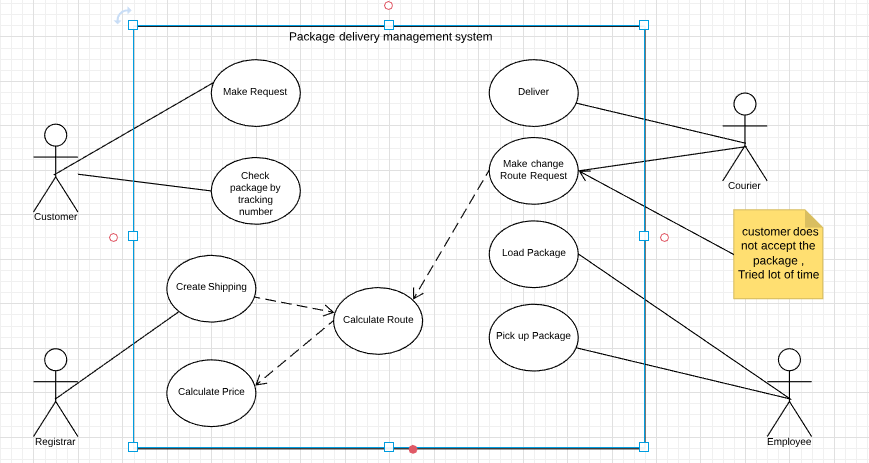 Package delivery management system
Make Request
Deliver
Make change
Route Request
Check
package by
tracking
number
Customer
Courier
customer does
not accept the
package ,
Tried lot of time
Load Package
Create Shipping
Calculate Route
Pick up Package
Calculate Price
Registrar
Employee